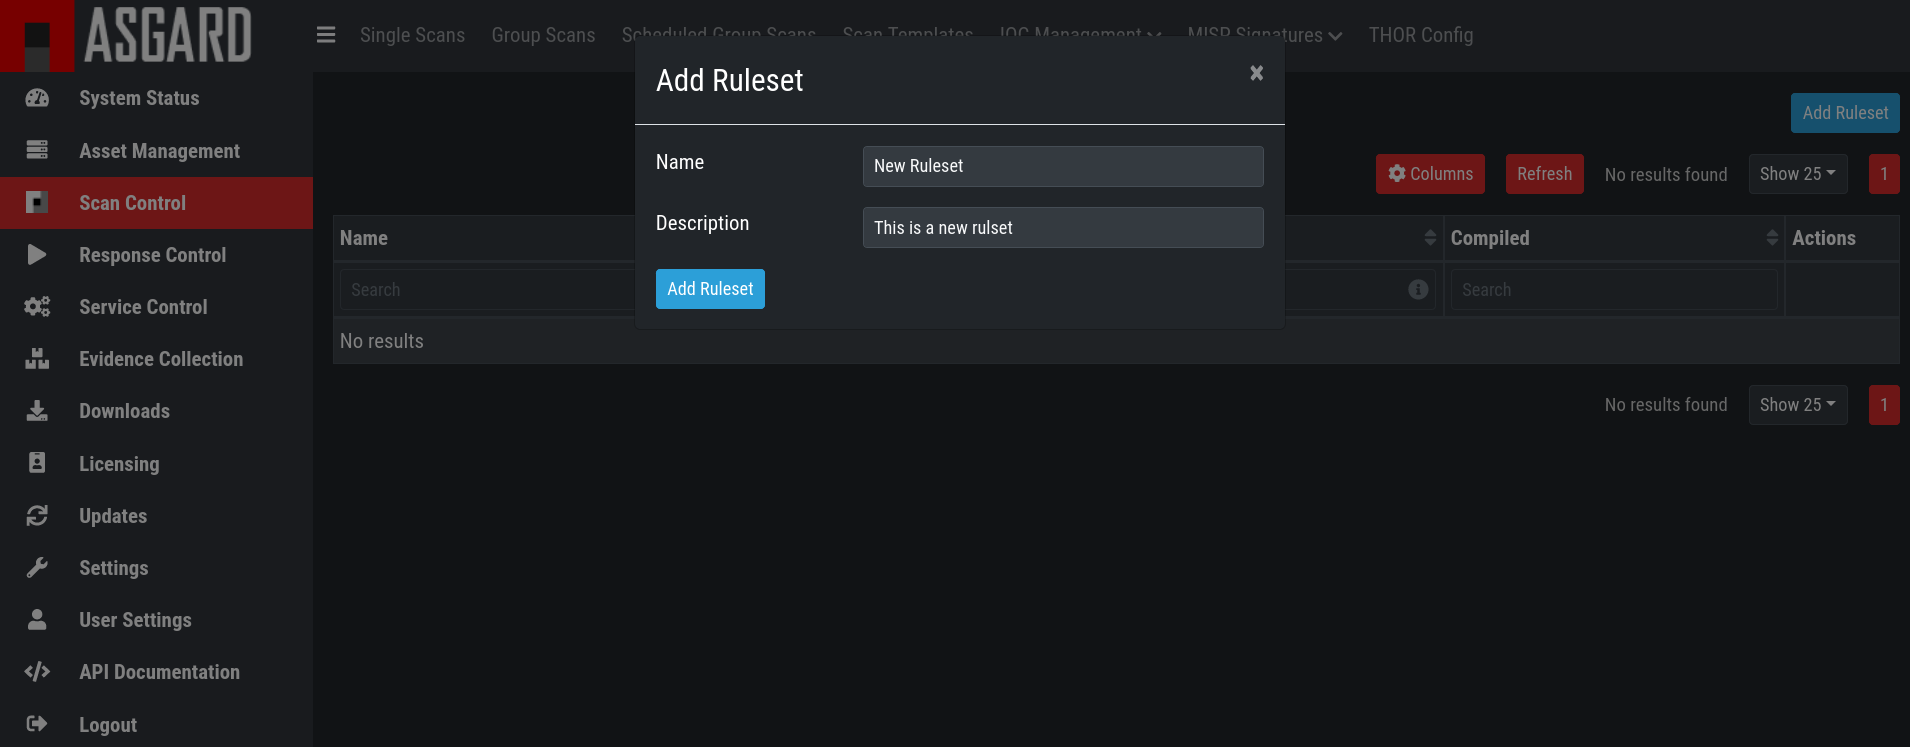 ASGARD
Single Scans Group Scans Scheduled Group Scans Scan Templates IOC Management MISP Signatures THOR Config
System Status
Asset Management
Scan Control
Response Control
Service Control
Evidence Collection
Downloads
Licensing
Updates
Settings
User Settings
API Documentation
Logout
Add Ruleset
×
Name New Ruleset
Description This is a new rulset
Add Ruleset
Add Ruleset
Columns Refresh No results found Show 25 1
Name Compiled Actions
Search Search
No results
No results found Show 25 1